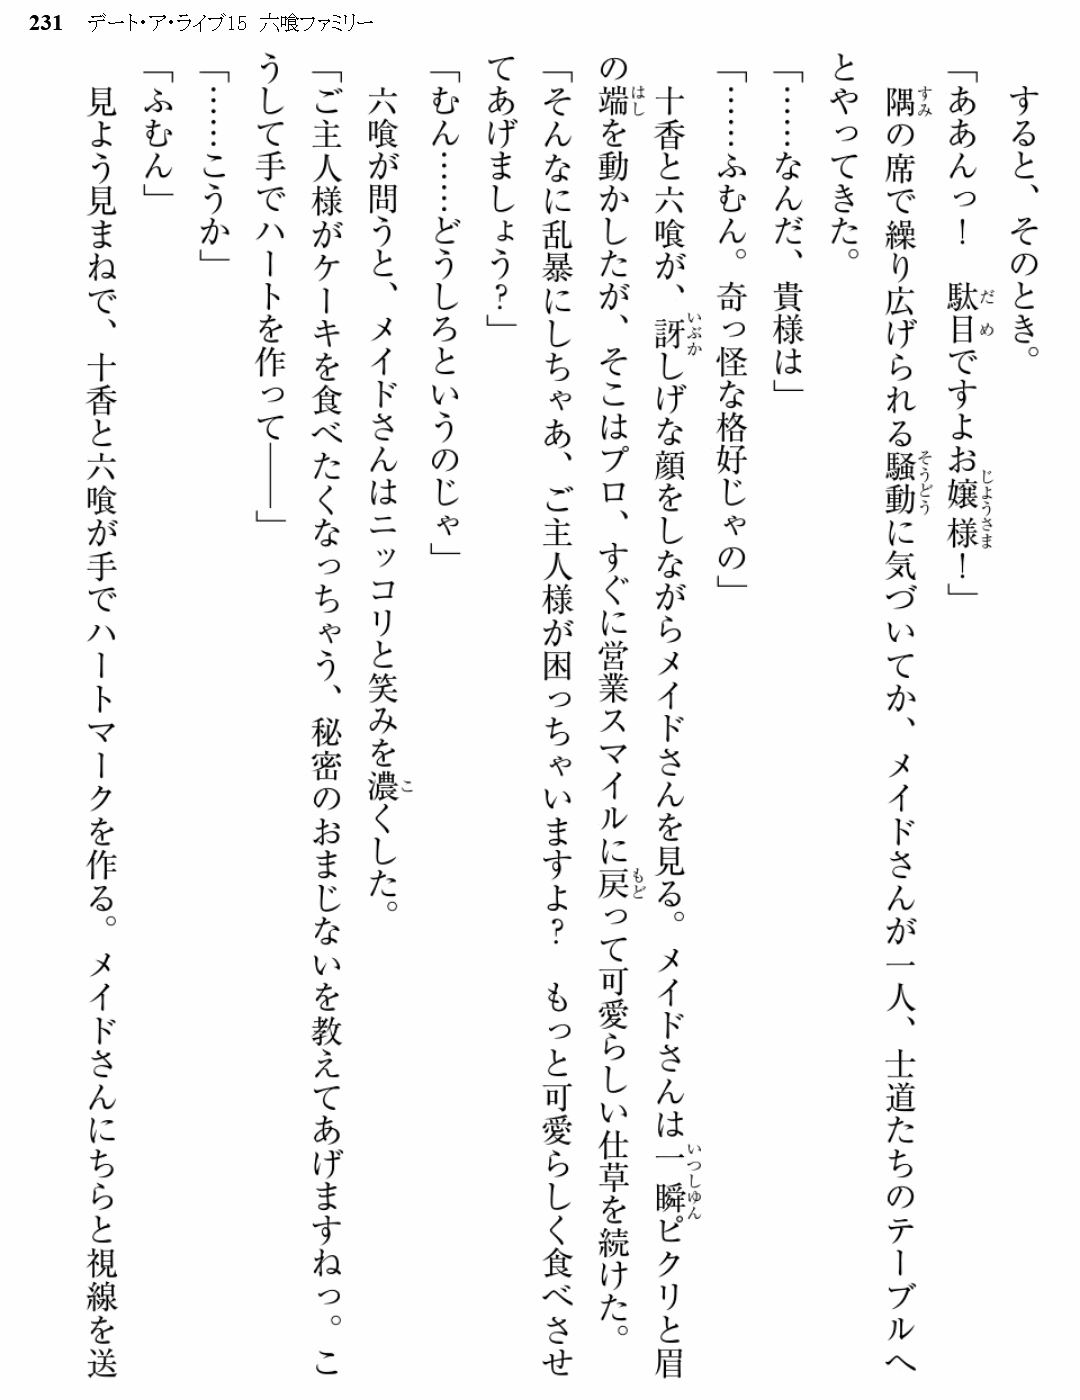 231 デート・ア・ライブ15 六喰ファミリー
すると、そのとき。
「ああんっ！　駄目ですよお嬢様！」
隅の席で繰り広げられる騒動に気づいてか、メイドさんが一人、士道たちのテーブルへ
とやってきた。
「……なんだ、貴様は」
「……ふむん。奇っ怪な格好じゃの」
十香と六喰が、訝しげな顔をしながらメイドさんを見る。メイドさんは一瞬ピクリと眉
の端を動かしたが、そこはプロ、すぐに営業スマイルに戻って可愛らしい仕草を続けた。
「そんなに乱暴にしちゃあ、ご主人様が困っちゃいますよ？　もっと可愛らしく食べさせ
てあげましょう？」
「むん……どうしろというのじゃ」
六喰が問うと、メイドさんはニッコリと笑みを濃くした。
「ご主人様がケーキを食べたくなっちゃう、秘密のおまじないを教えてあげますねっ。こ
うして手でハートを作って――」
「……こうか」
「ふむん」
見よう見まねで、十香と六喰が手でハートマークを作る。メイドさんにちらと視線を送